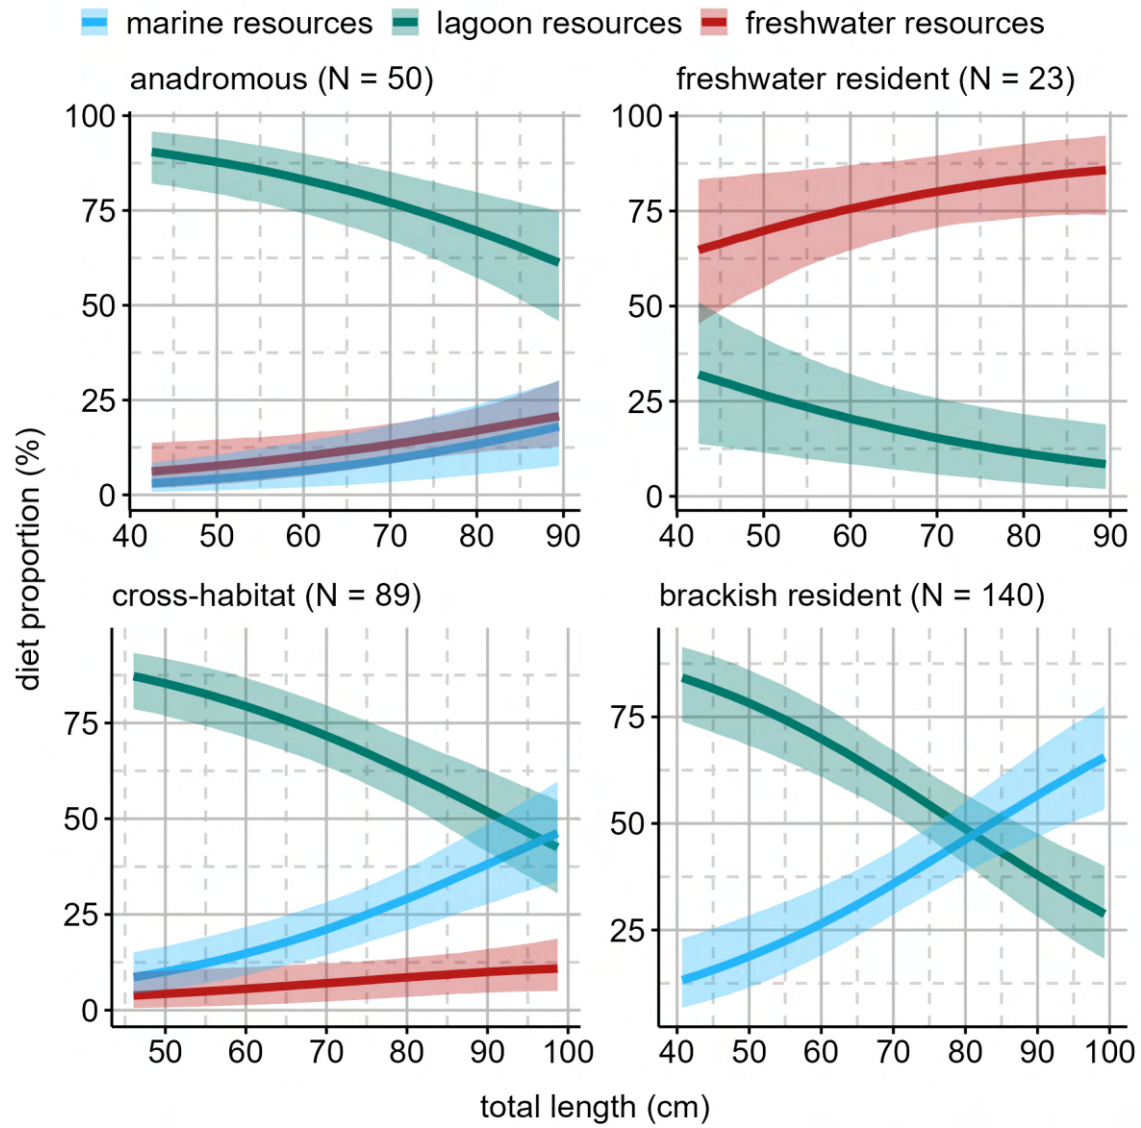 marine resources lagoon resources freshwater resources
anadromous (N = 50)
freshwater resident (N = 23)
100
75
50
25
0
40 50 60 70 80 90
100
75
50
25
0
40 50 60 70 80 90
diet proportion (%)
cross-habitat (N = 89)
brackish resident (N = 140)
75
50
25
0
50 60 70 80 90 100
75
50
25
40 50 60 70 80 90 100
total length (cm)